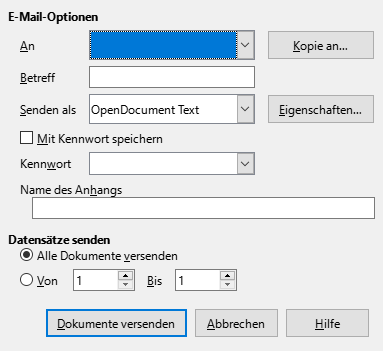 E-Mail-Optionen
An
Kopie an...
Betreff
Senden als OpenDocument Text Eigenschaften...
Mit Kennwort speichern
Kennwort
Name des Anhangs
Datensätze senden
Alle Dokumente versenden
Von 1 Bis 1
Dokumente versenden Abbrechen Hilfe